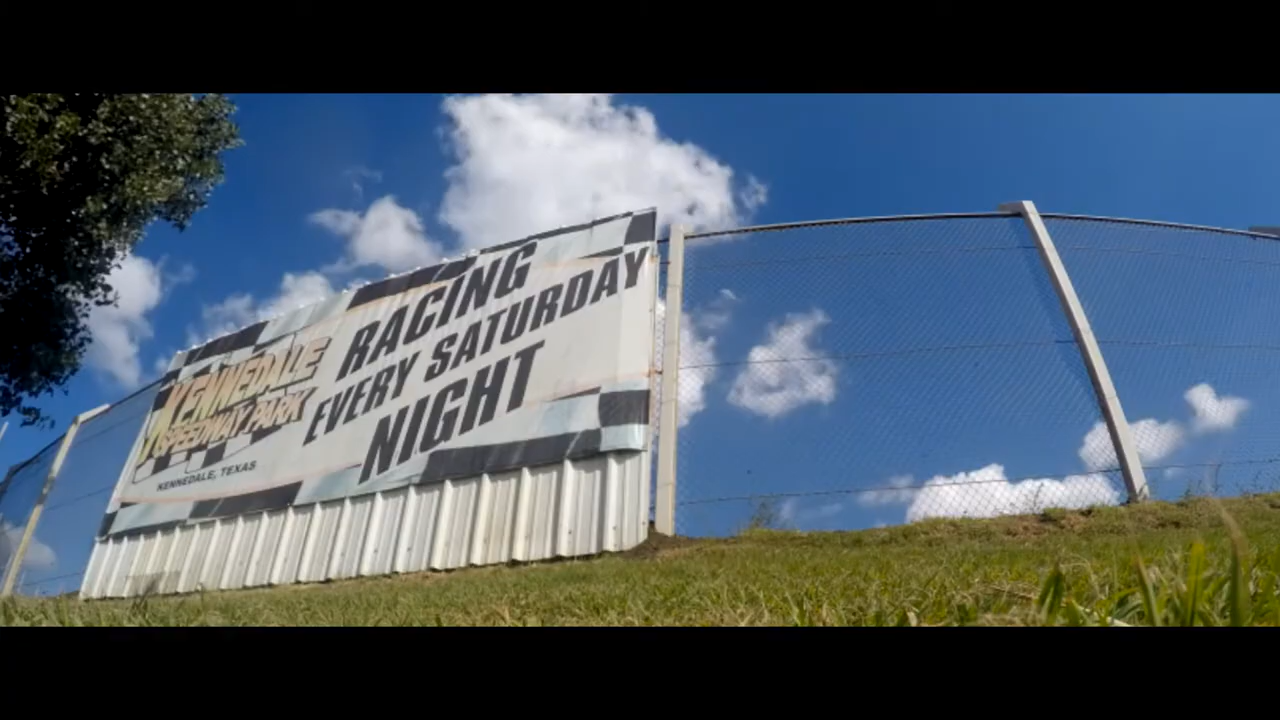 KENNEDALE
SPEEDWAY PARK
KENNEDALE, TEXAS
RACING
EVERY SATURDAY
NIGHT